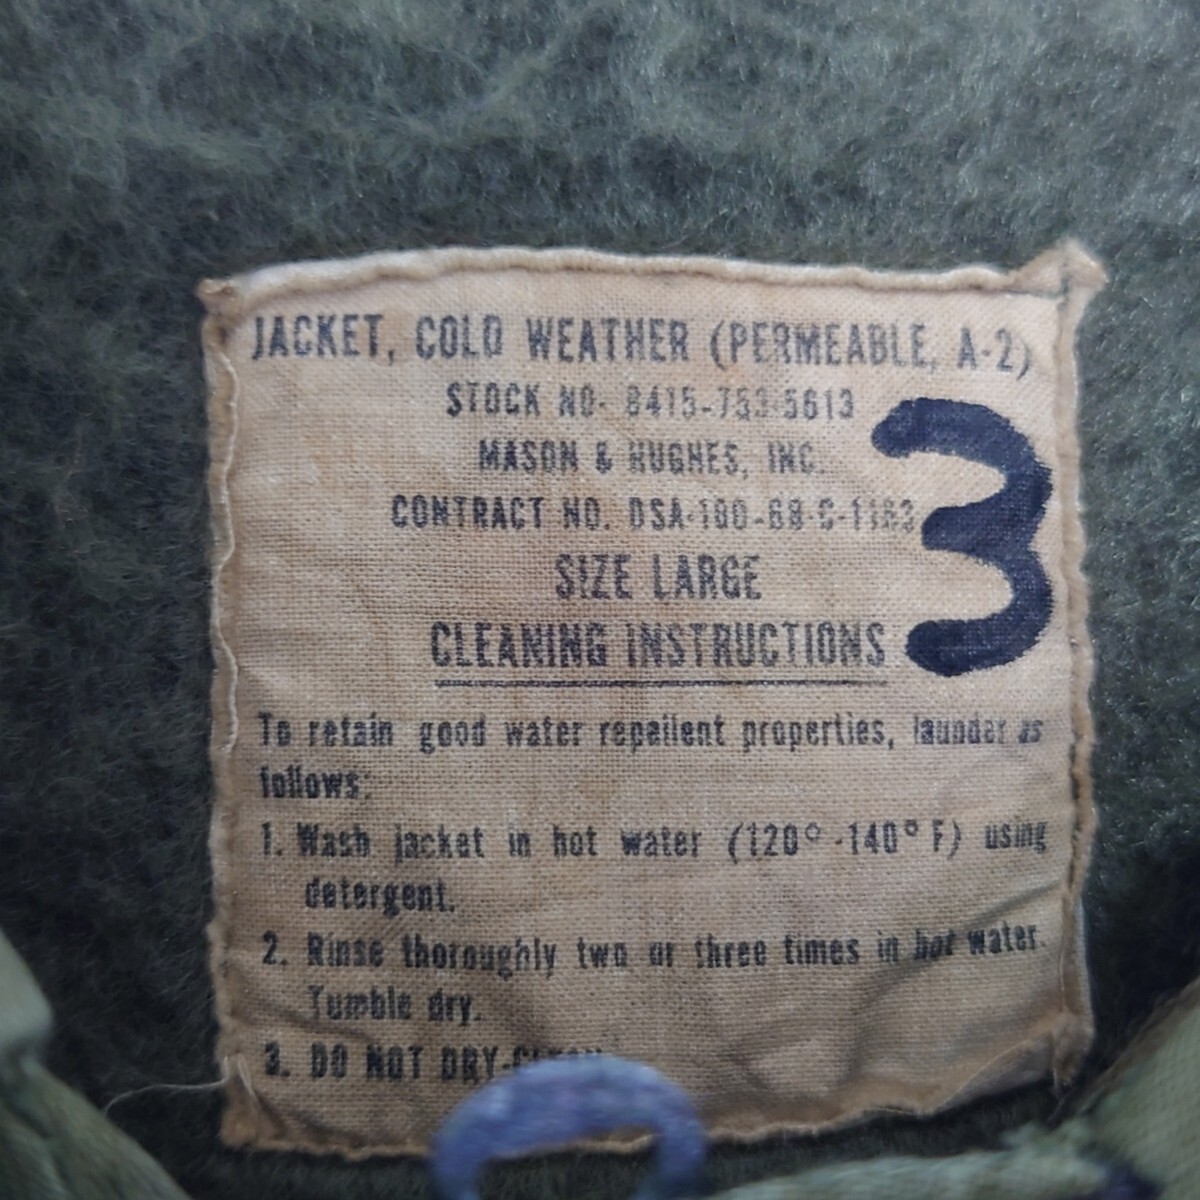 JACKET, COLD WEATHER (PERMEABLE, A-2)
STOCK NO. 8415-753-5613
MASON & HUGHES, INC.
CONTRACT NO. DSA-100-68-C-1163
SIZE LARGE
3
CLEANING INSTRUCTIONS
To retain good water repellent properties, launder as
follows:
1. Wash jacket in hot water (120° -140° F) using
detergent.
2. Rinse thoroughly two or three times in hot water.
Tumble dry.
3. DO NOT DRY-CLEAN